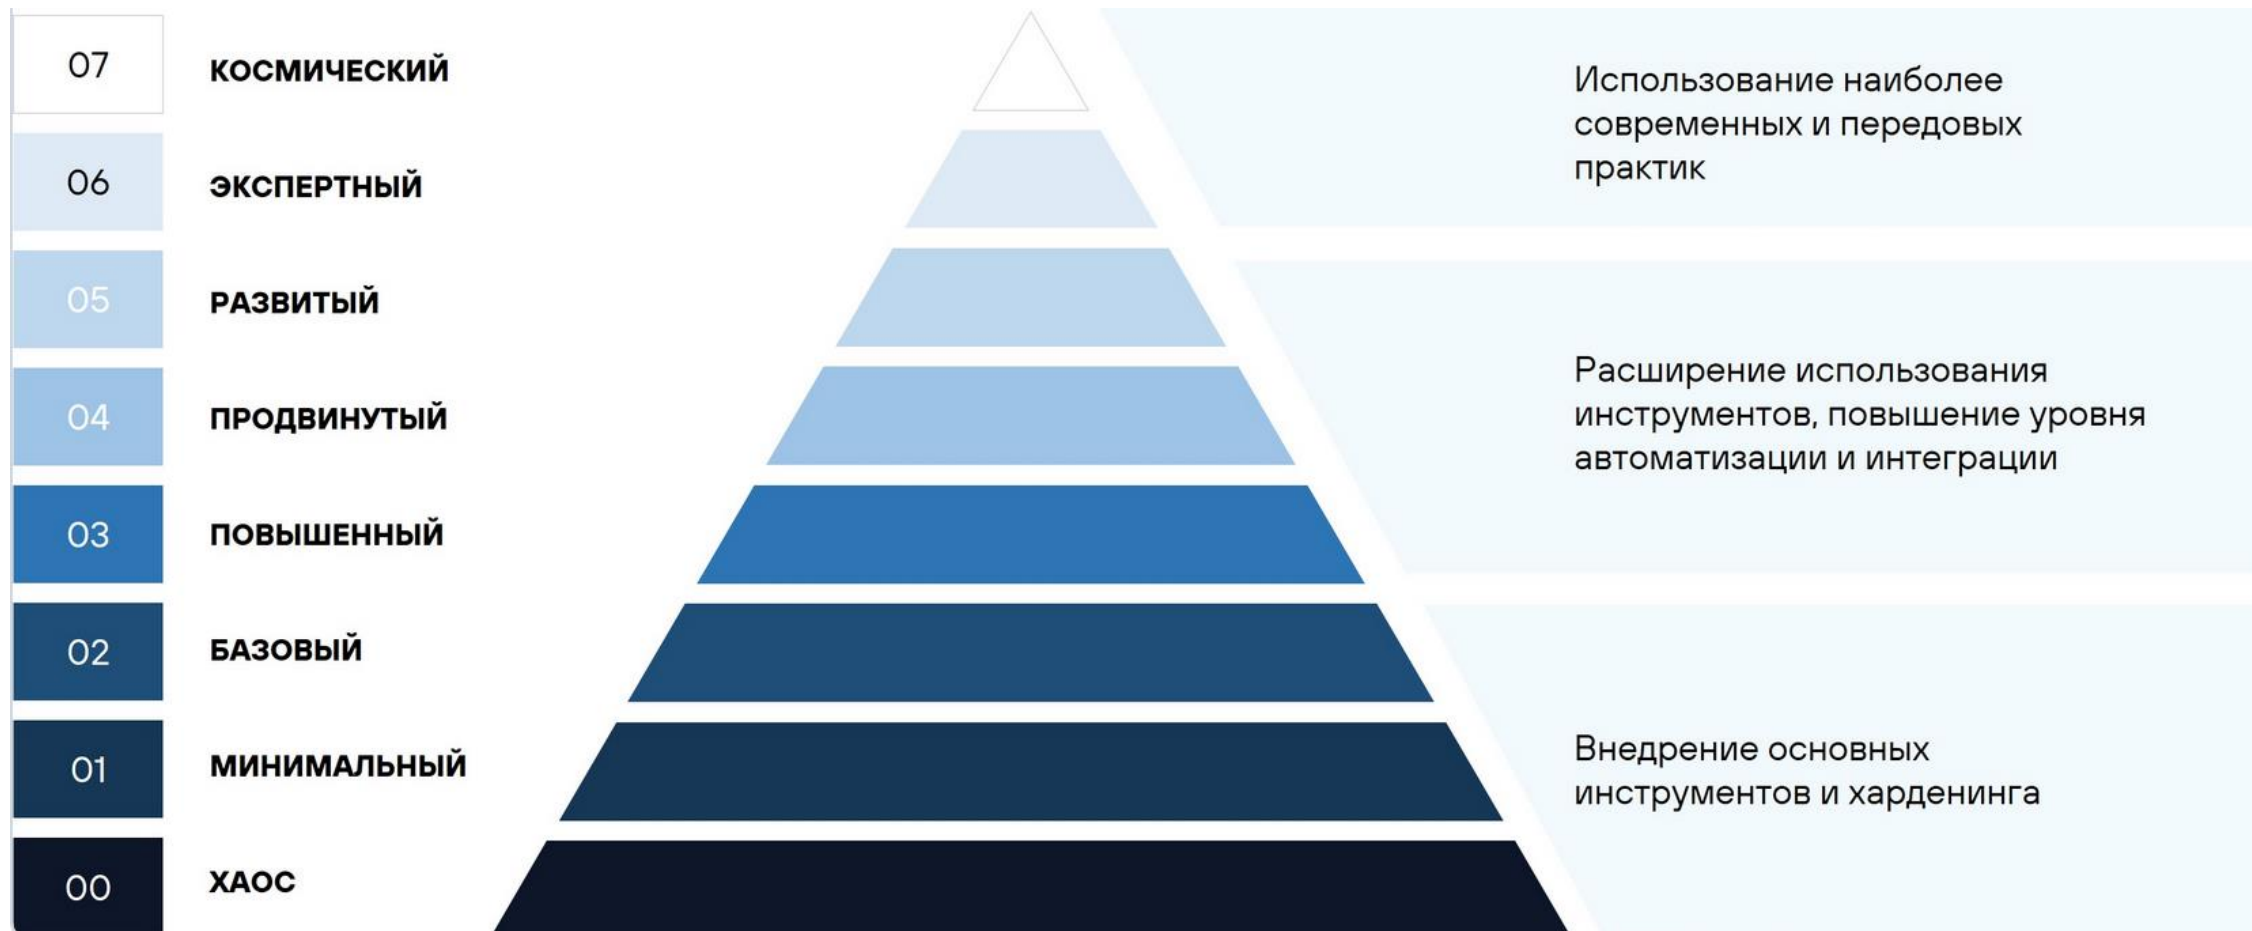 07
КОСМИЧЕСКИЙ
06
ЭКСПЕРТНЫЙ
05
РАЗВИТЫЙ
04
ПРОДВИНУТЫЙ
03
ПОВЫШЕННЫЙ
02
БАЗОВЫЙ
01
МИНИМАЛЬНЫЙ
00
ХАОС
Использование наиболее
современных и передовых
практик
Расширение использования
инструментов, повышение уровня
автоматизации и интеграции
Внедрение основных
инструментов и харденинга